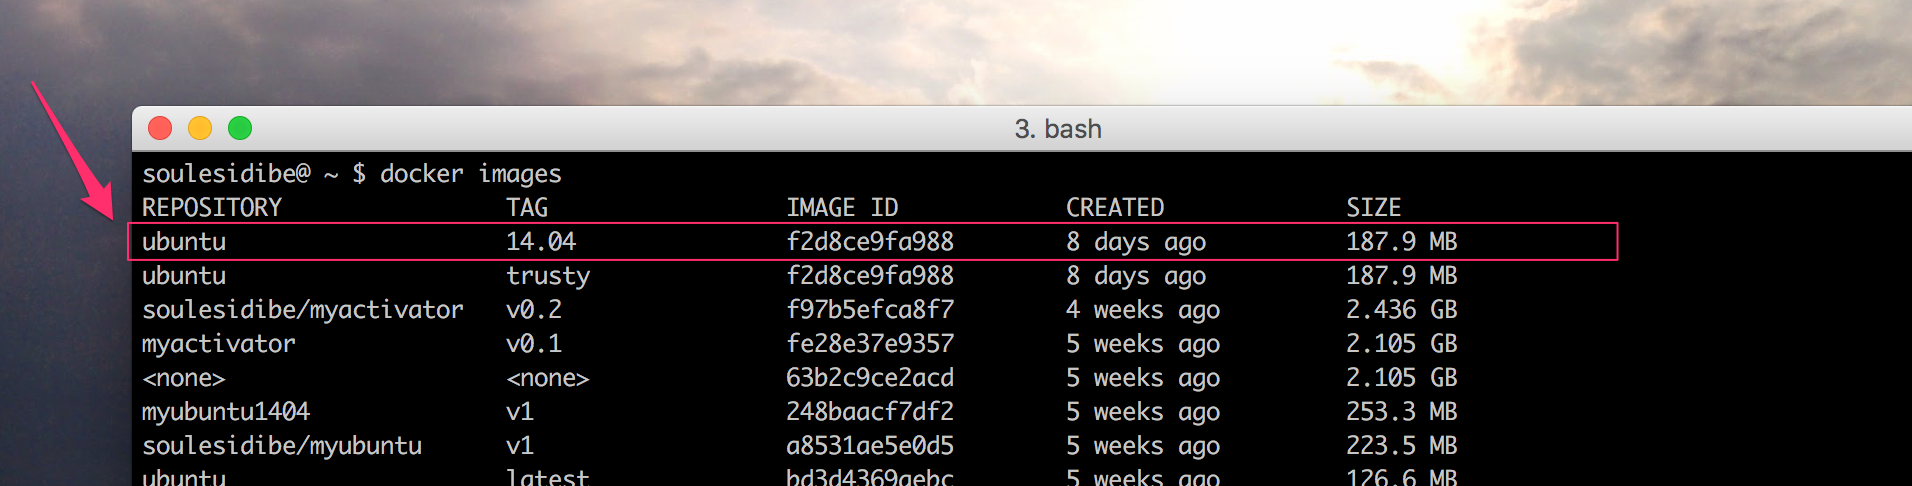 3. bash
soulesidibe@ ~ $ docker images
REPOSITORY TAG IMAGE ID CREATED SIZE
ubuntu 14.04 f2d8ce9fa988 8 days ago 187.9 MB
ubuntu trusty f2d8ce9fa988 8 days ago 187.9 MB
soulesidibe/myactivator v0.2 f97b5efca8f7 4 weeks ago 2.436 GB
myactivator v0.1 fe28e37e9357 5 weeks ago 2.105 GB
<none> <none> 63b2c9ce2acd 5 weeks ago 2.105 GB
myubuntu1404 v1 248baacf7df2 5 weeks ago 253.3 MB
soulesidibe/myubuntu v1 a8531ae5e0d5 5 weeks ago 223.5 MB
ubuntu latest bd3d4369aebc 5 weeks ago 126.6 MB